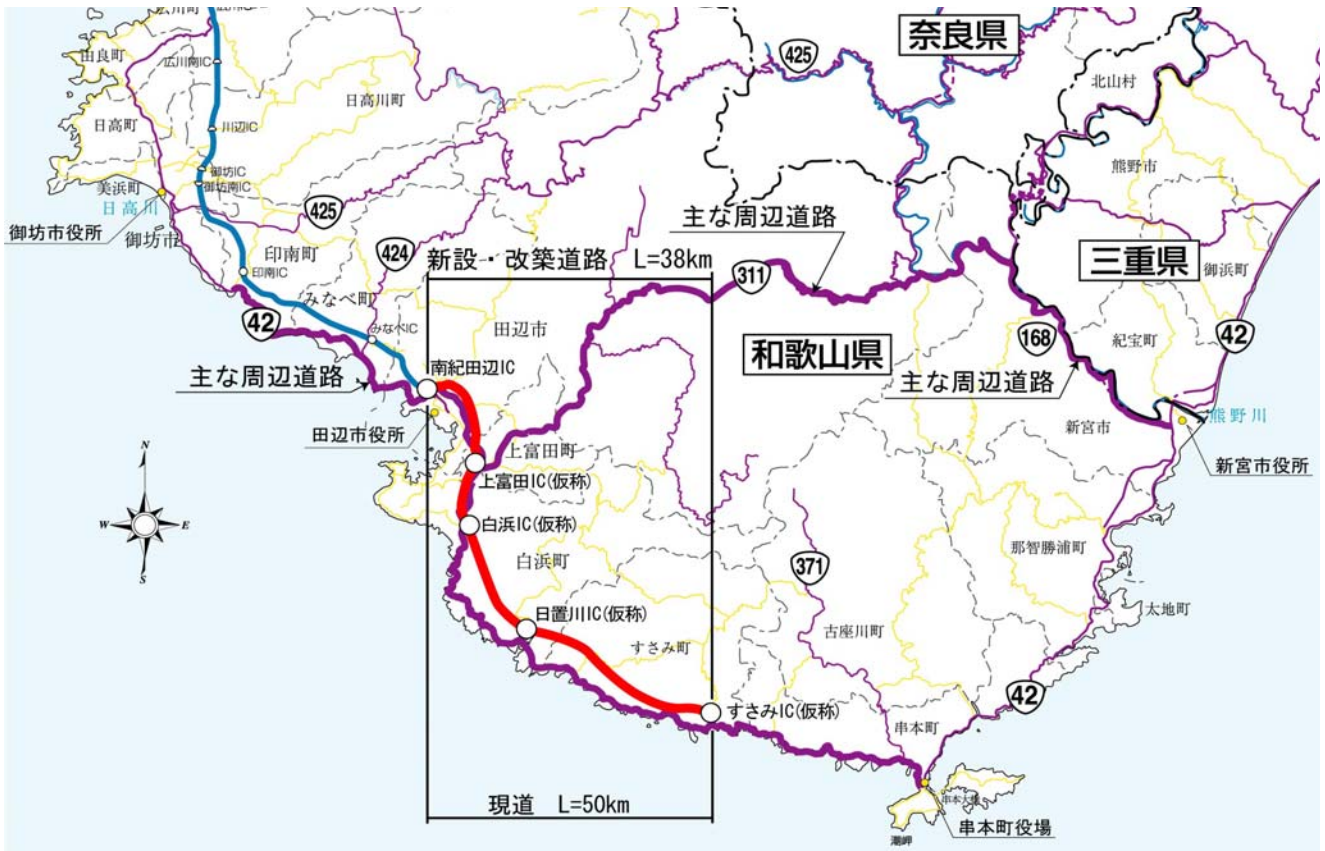 広川町
由良町
広川南IC
日高川町
日高町
川辺IC
御坊IC
御坊南IC
美浜町
日高川
御坊市役所
御坊市
425
印南町
印南IC
みなべ町
みなべIC
42
424
425
奈良県
北山村
熊野市
主な周辺道路
三重県
御浜町
新設・改築道路 L=38km
311
田辺市
和歌山県
168
紀宝町
42
主な周辺道路
南紀田辺IC
主な周辺道路
田辺市役所
上富田町
新宮市
熊野川
新宮市役所
上富田IC(仮称)
白浜IC(仮称)
白浜町
N
W
E
S
那智勝浦町
太地町
371
日置川IC(仮称)
すさみ町
古座川町
すさみIC(仮称)
42
串本町
現道 L=50km
潮岬
串本町役場